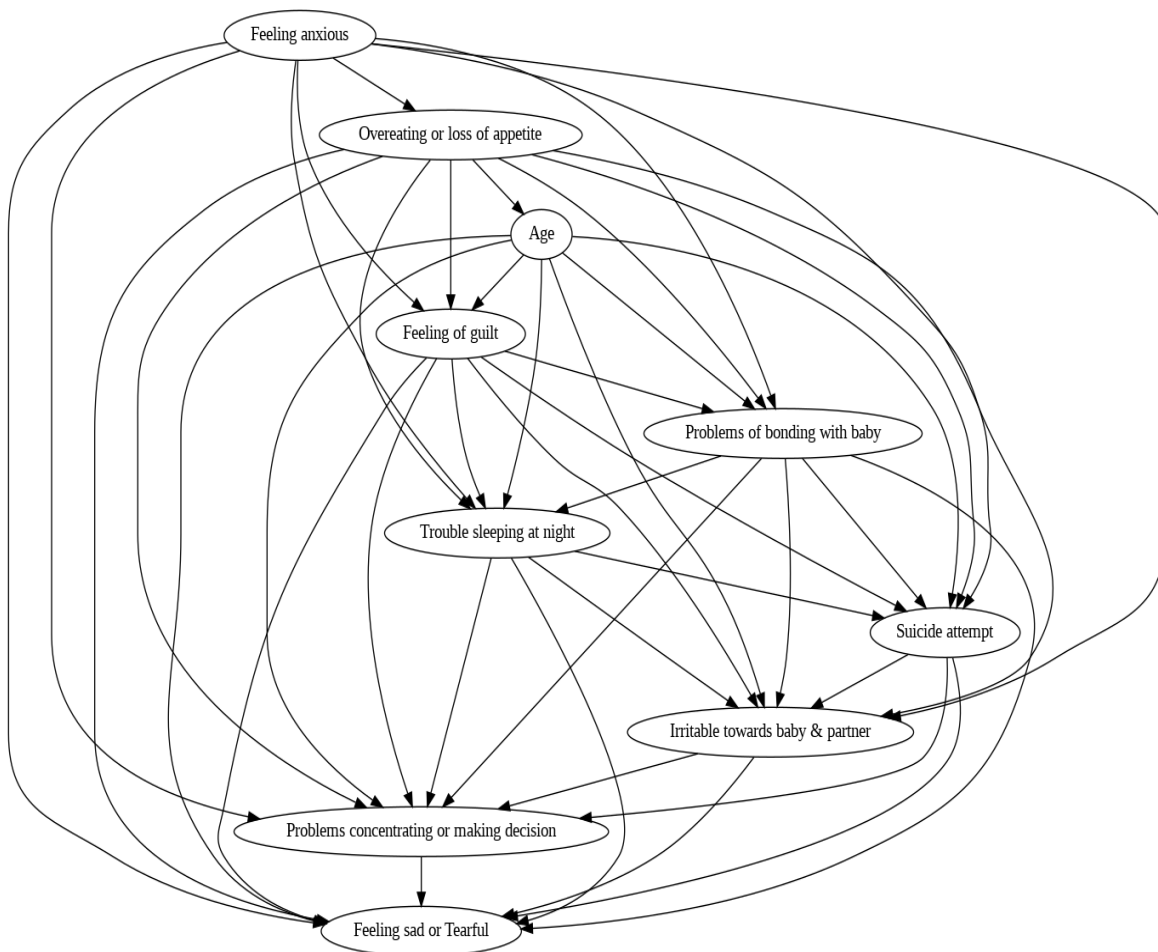 Feeling anxious
Overeating or loss of appetite
Age
Feeling of guilt
Problems of bonding with baby
Trouble sleeping at night
Suicide attempt
Irritable towards baby & partner
Problems concentrating or making decision
Feeling sad or Tearful